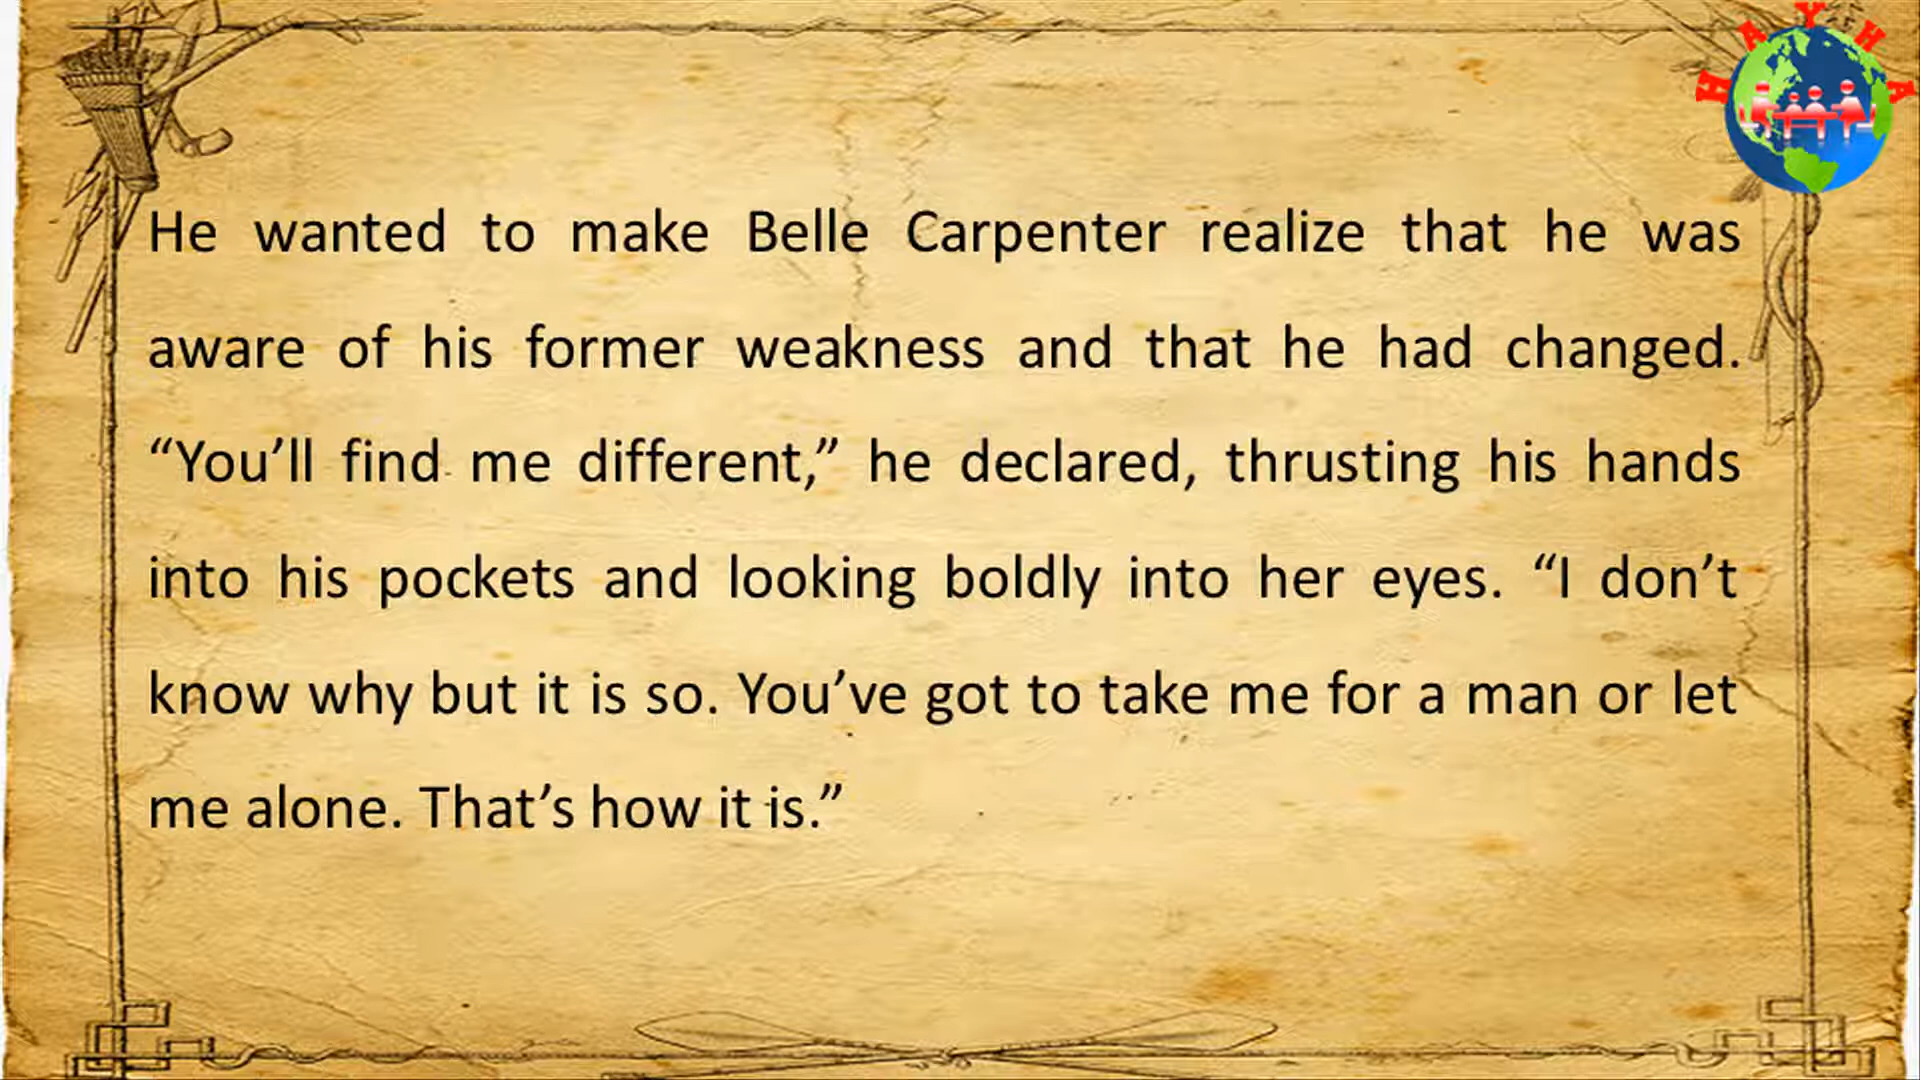 HAYHA
He wanted to make Belle Carpenter realize that he was
aware of his former weakness and that he had changed.
“You’ll find me different,” he declared, thrusting his hands
into his pockets and looking boldly into her eyes. “I don’t
know why but it is so. You’ve got to take me for a man or let
me alone. That’s how it is.”